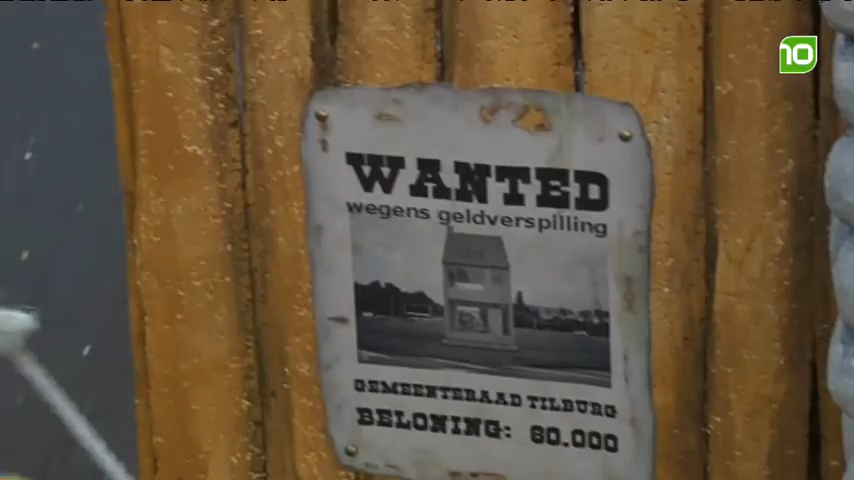 10
WANTED
wegens geldverspilling
GEMEENTERAAD TILBURG
BELONING: 60.000